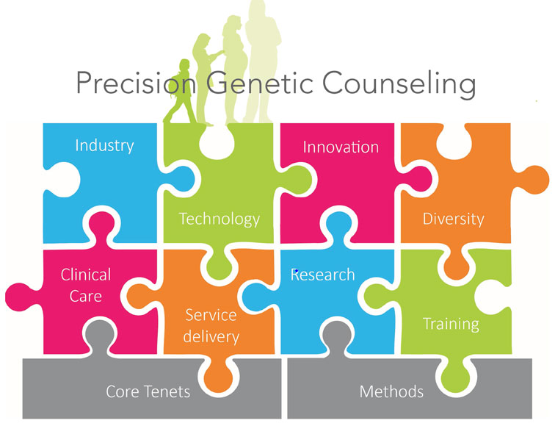 Precision Genetic Counseling
Industry
Technology
Innovation
Diversity
Clinical
Care
Service
delivery
Research
Training
Core Tenets
Methods